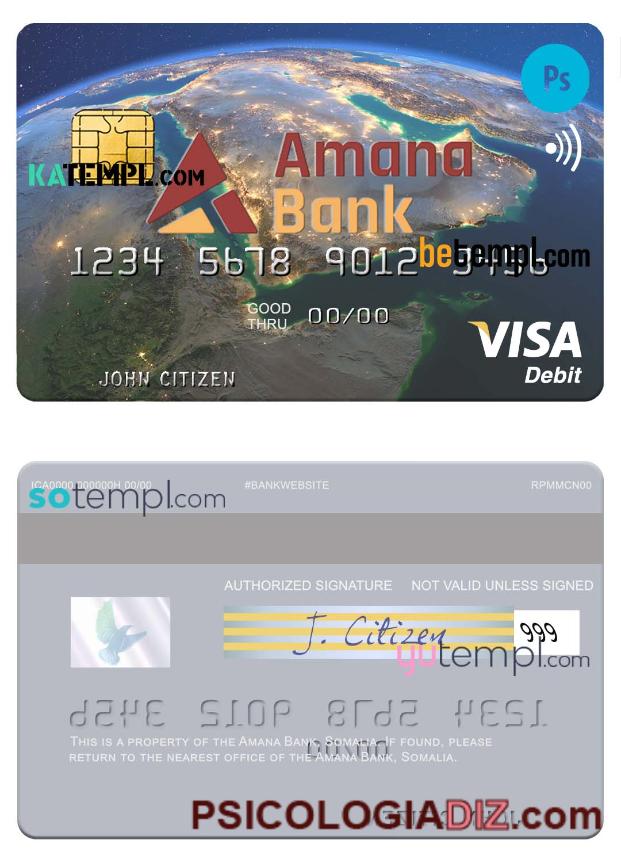 Ps
KATEMPL.COM
Amana
Bank
betempl.com
1234 5678 9012 3456
GOOD
THRU 00/00
VISA
Debit
JOHN CITIZEN
ICA0000/000000H 00/00 #BANKWEBSITE RPMMCN00
sotempl.com
AUTHORIZED SIGNATURE NOT VALID UNLESS SIGNED
J. Citizen 999
yutempl.com
THIS IS A PROPERTY OF THE AMANA BANK, SOMALIA. IF FOUND, PLEASE
RETURN TO THE NEAREST OFFICE OF THE AMANA BANK, SOMALIA.
PSICOLOGIADIZ.com